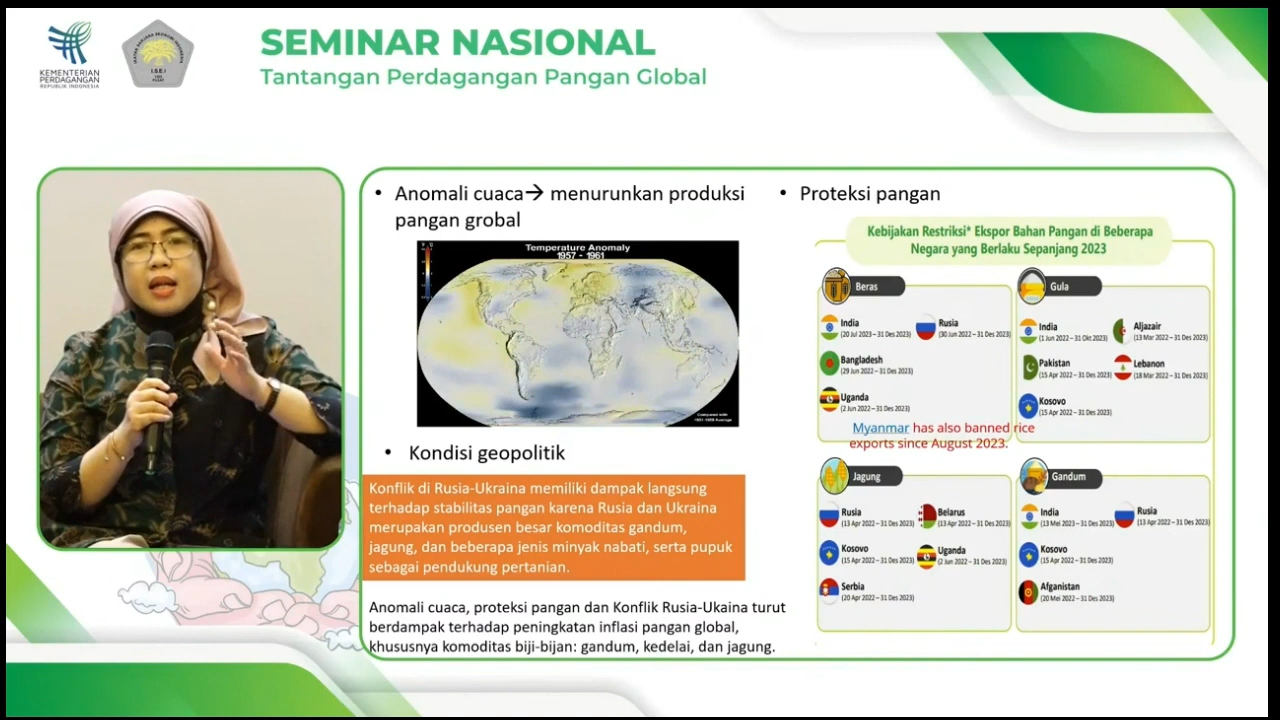 KEMENTERIAN
PERDAGANGAN
REPUBLIK INDONESIA
I.S.E.I
SEMINAR NASIONAL
Tantangan Perdagangan Pangan Global
• Anomali cuaca→ menurunkan produksi
pangan grobal
Temperature Anomaly
1957 - 1961
• Kondisi geopolitik
Konflik di Rusia-Ukraina memiliki dampak langsung
terhadap stabilitas pangan karena Rusia dan Ukraina
merupakan produsen besar komoditas gandum,
jagung, dan beberapa jenis minyak nabati, serta pupuk
sebagai pendukung pertanian.
Anomali cuaca, proteksi pangan dan Konflik Rusia-Ukaina turut
berdampak terhadap peningkatan inflasi pangan global,
khususnya komoditas biji-bijan: gandum, kedelai, dan jagung.
• Proteksi pangan
Kebijakan Restriksi* Ekspor Bahan Pangan di Beberapa
Negara yang Berlaku Sepanjang 2023
Beras
India
(20 Jul 2023 – 31 Des 2023)
Rusia
(30 Jun 2022 – 31 Des 2023)
Bangladesh
(29 Jun 2022 – 31 Des 2023)
Uganda
(2 Jun 2022 – 31 Des 2023)
Myanmar has also banned rice
exports since August 2023.
Gula
India
(1 Jun 2022 – 31 Okt 2023)
Aljazair
(13 Mar 2022 – 31 Des 2023)
Pakistan
(15 Apr 2022 – 31 Des 2023)
Lebanon
(18 Mar 2022 – 31 Des 2023)
Kosovo
(15 Apr 2022 – 31 Des 2023)
Jagung
Rusia
(13 Apr 2022 – 31 Des 2023)
Belarus
(13 Apr 2022 – 31 Des 2023)
Kosovo
(15 Apr 2022 – 31 Des 2023)
Uganda
(2 Jun 2022 – 31 Des 2023)
Serbia
(20 Apr 2022 – 31 Des 2023)
Gandum
India
(13 Mei 2023 – 31 Des 2023)
Rusia
(13 Apr 2022 – 31 Des 2023)
Kosovo
(15 Apr 2022 – 31 Des 2023)
Afganistan
(20 Mei 2022 – 31 Des 2023)